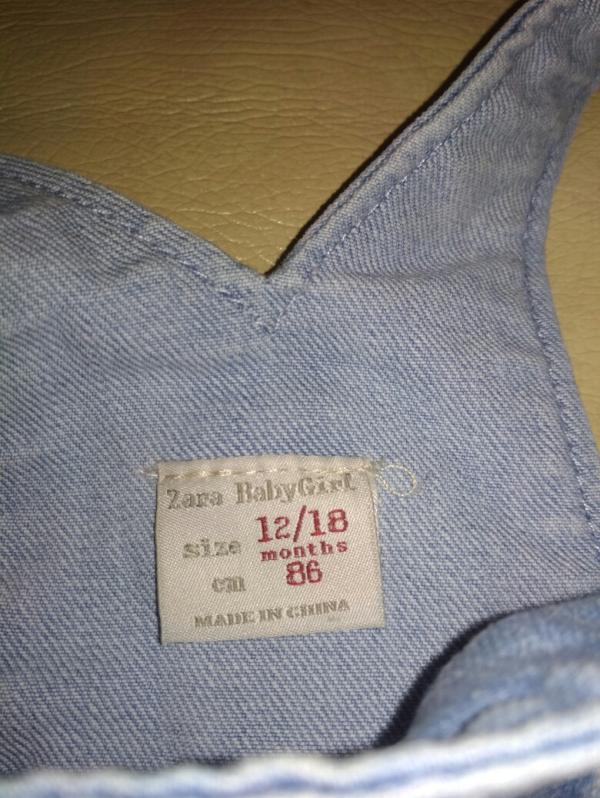 Zara BabyGirl
size 12/18
months
cm 86
MADE IN CHINA